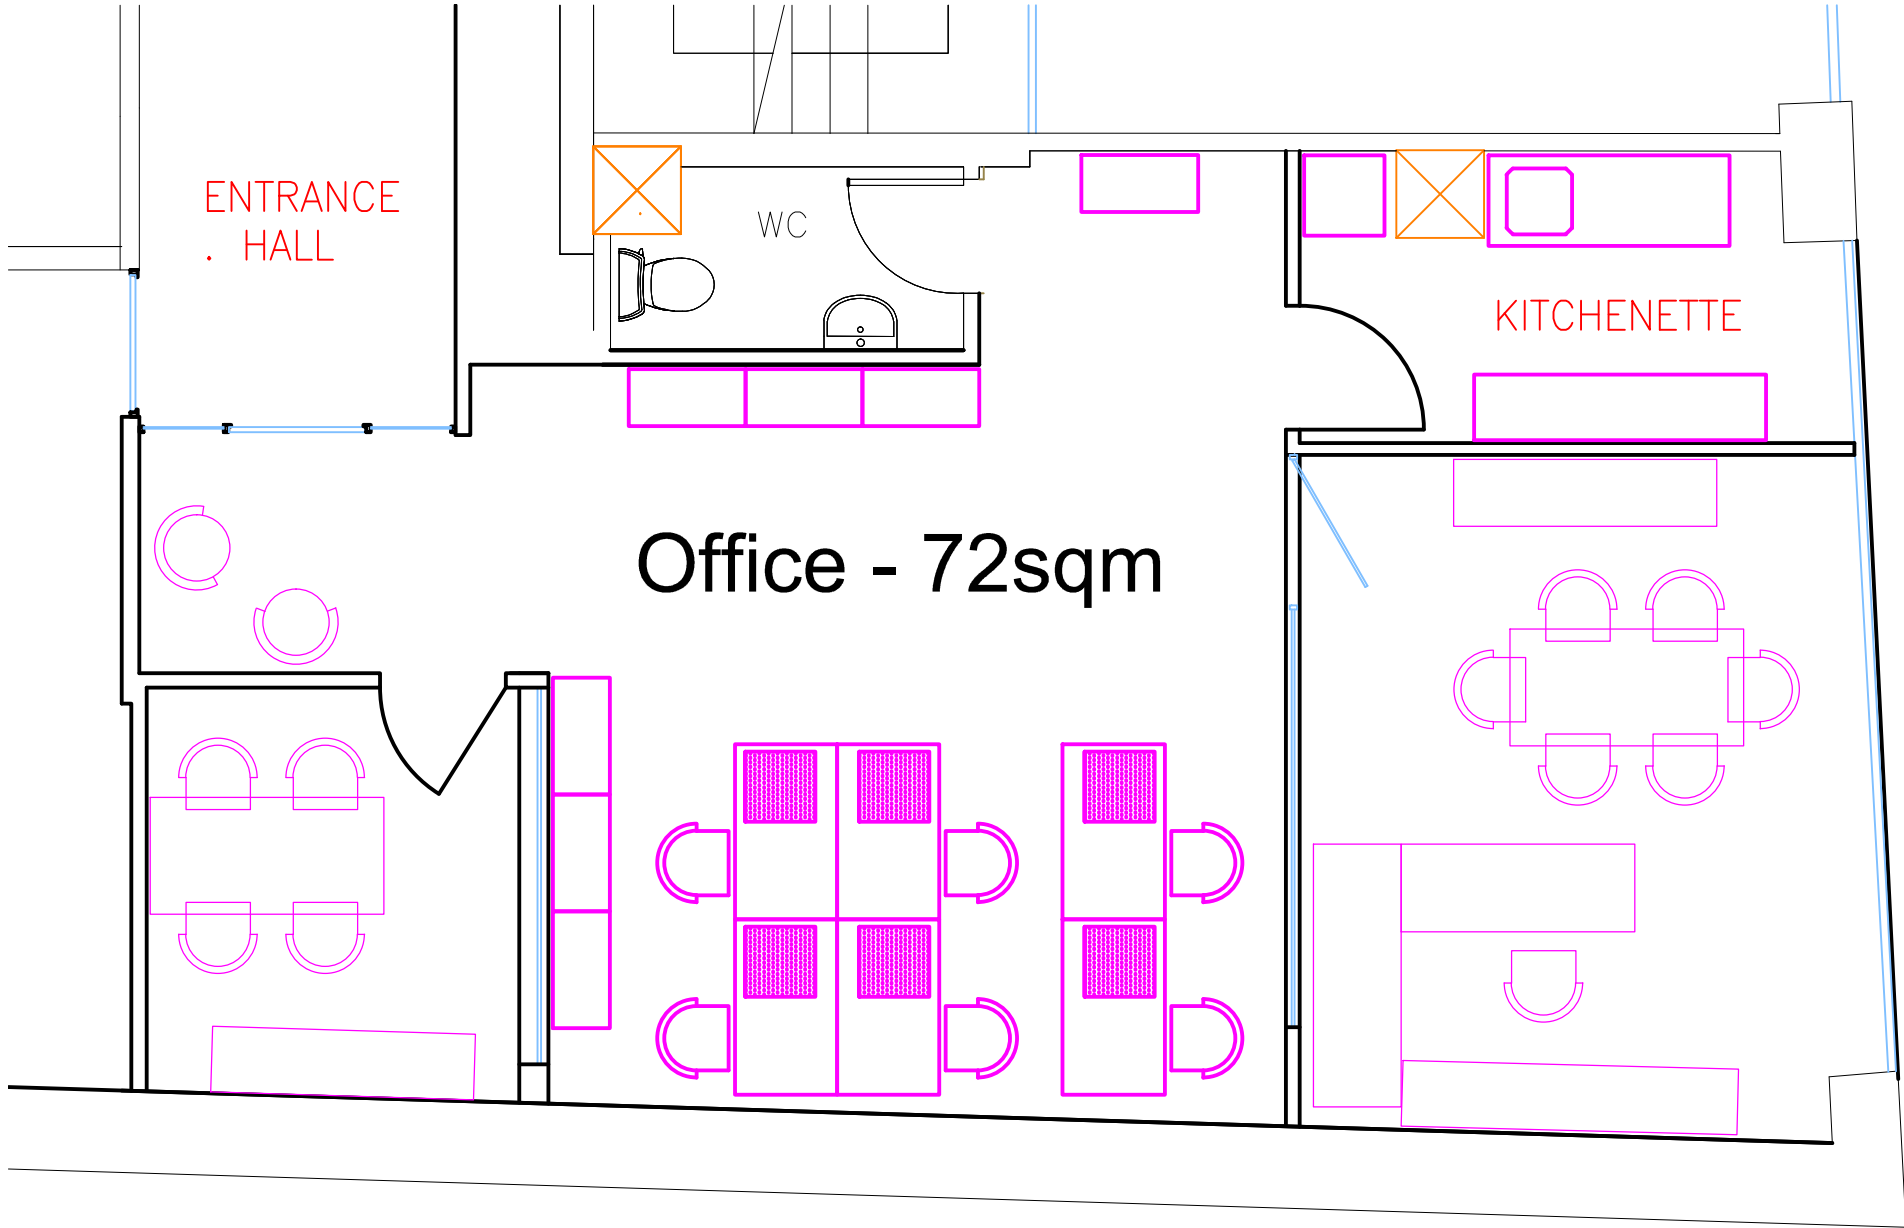 ENTRANCE
. HALL
WC
KITCHENETTE
Office - 72sqm